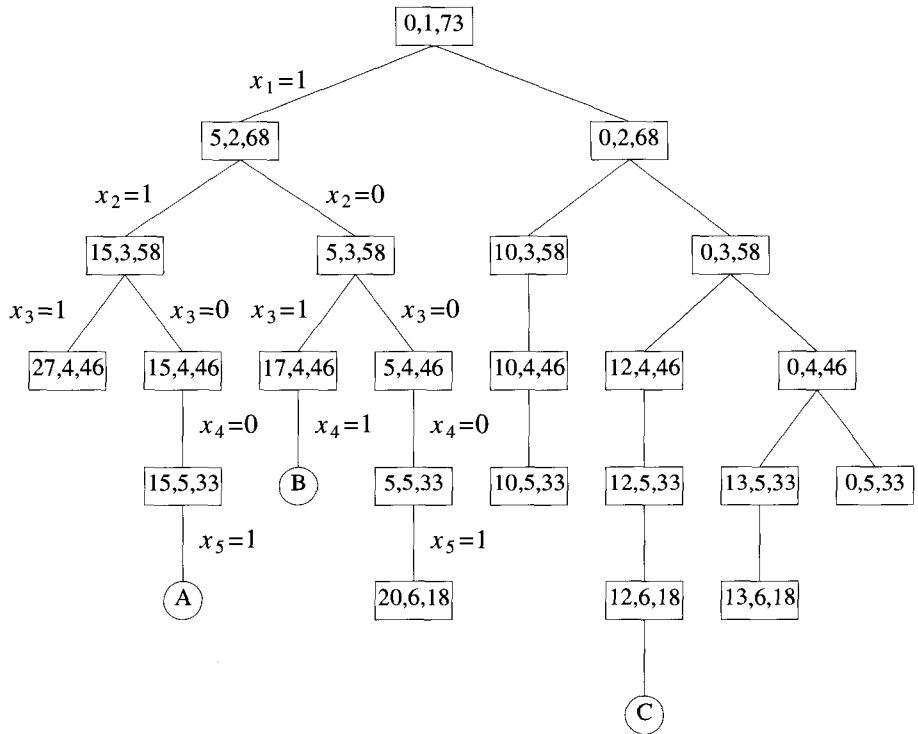 0,1,73
x₁=1
5,2,68 0,2,68
x₂=1 x₂=0
15,3,58 5,3,58 10,3,58 0,3,58
x₃=1 x₃=0 x₃=1 x₃=0
27,4,46 15,4,46 17,4,46 5,4,46 10,4,46 12,4,46 0,4,46
x₄=0 x₄=1 x₄=0
15,5,33 B 5,5,33 10,5,33 12,5,33 13,5,33 0,5,33
x₅=1 x₅=1
A 20,6,18 12,6,18 13,6,18
C